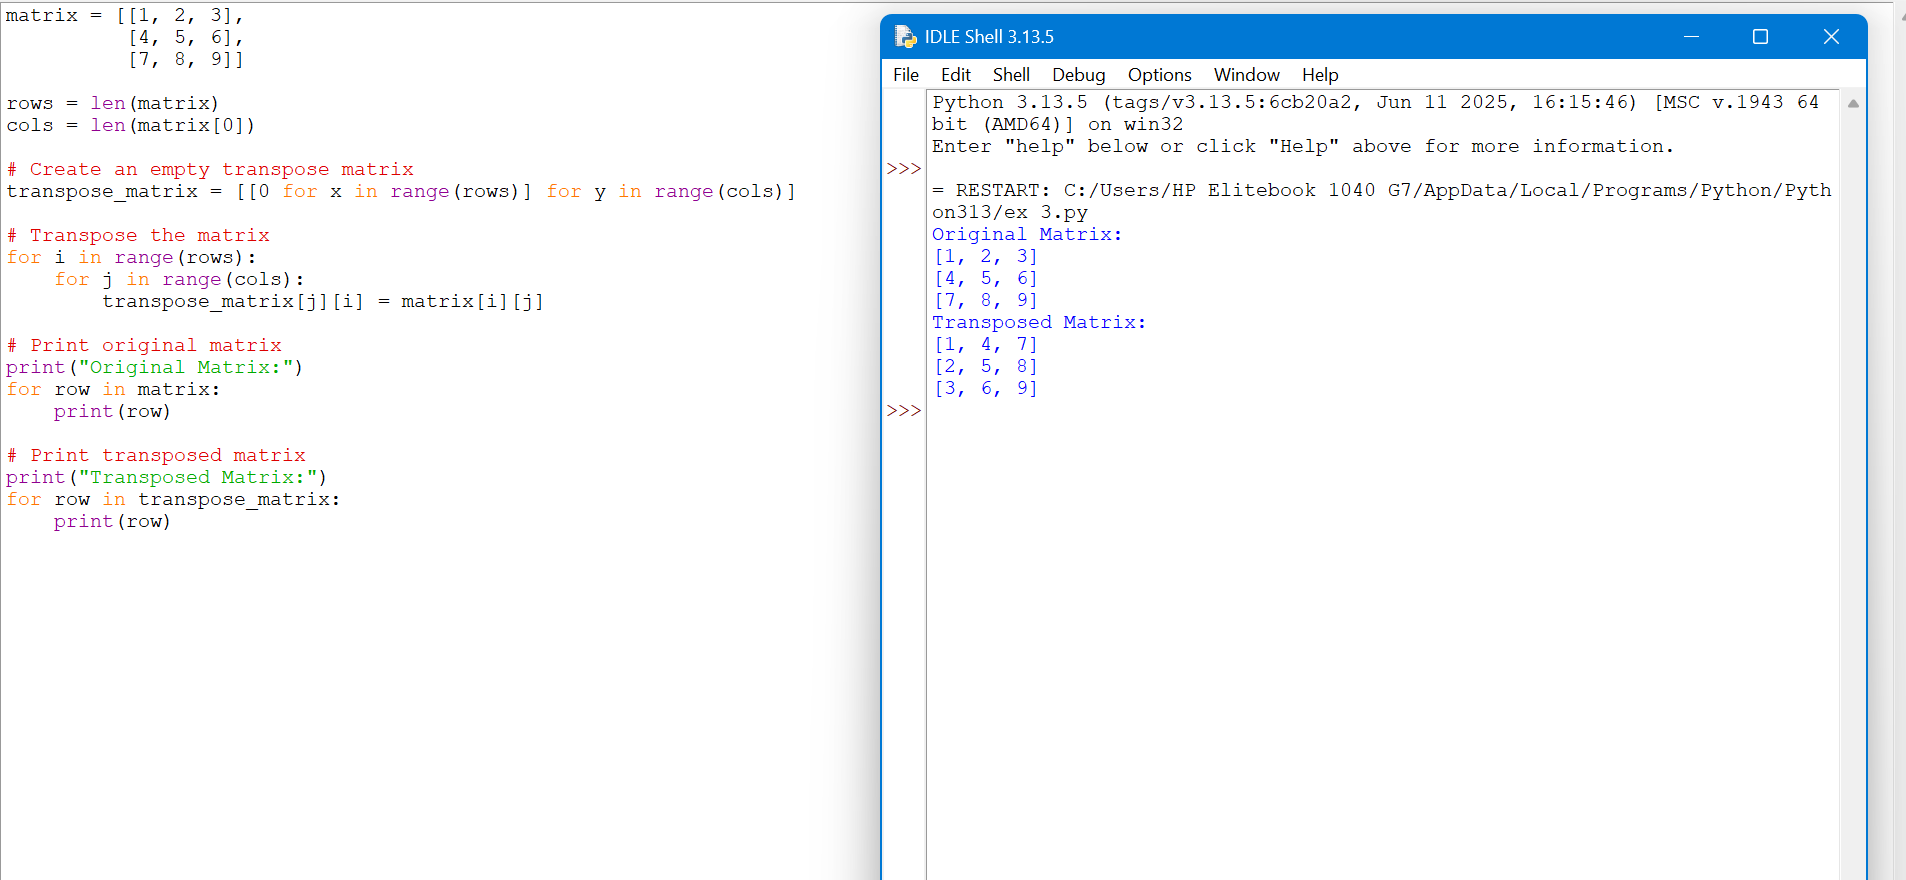 matrix = [[1, 2, 3],
          [4, 5, 6],
          [7, 8, 9]]
rows = len(matrix)
cols = len(matrix[0])
# Create an empty transpose matrix
transpose_matrix = [[0 for x in range(rows)] for y in range(cols)]
# Transpose the matrix
for i in range(rows):
    for j in range(cols):
        transpose_matrix[j][i] = matrix[i][j]
# Print original matrix
print("Original Matrix:")
for row in matrix:
    print(row)
# Print transposed matrix
print("Transposed Matrix:")
for row in transpose_matrix:
    print(row)
IDLE Shell 3.13.5
File Edit Shell Debug Options Window Help
Python 3.13.5 (tags/v3.13.5:6cb20a2, Jun 11 2025, 16:15:46) [MSC v.1943 64
bit (AMD64)] on win32
Enter "help" below or click "Help" above for more information.
>>>
= RESTART: C:/Users/HP Elitebook 1040 G7/AppData/Local/Programs/Python/Pyth
on313/ex 3.py
Original Matrix:
[1, 2, 3]
[4, 5, 6]
[7, 8, 9]
Transposed Matrix:
[1, 4, 7]
[2, 5, 8]
[3, 6, 9]
>>>